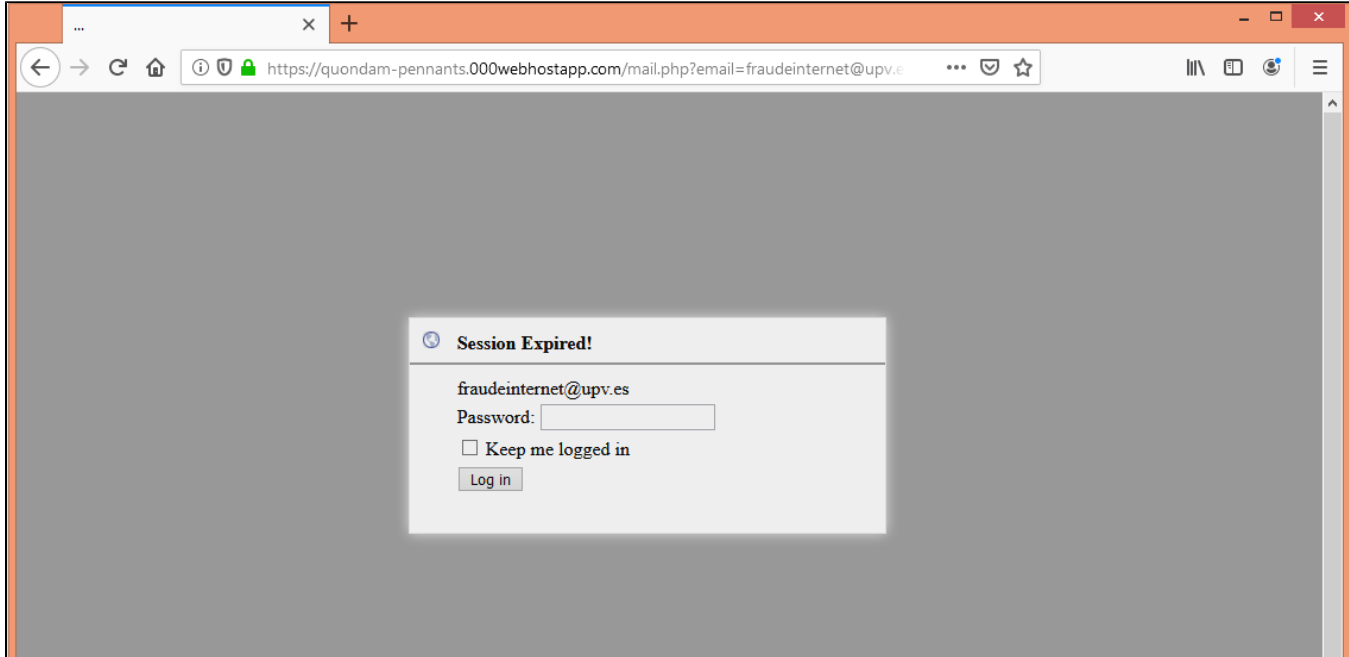 ...
https://quondam-pennants.000webhostapp.com/mail.php?email=fraudeinternet@upv.e
Session Expired!
fraudeinternet@upv.es
Password:
Keep me logged in
Log in